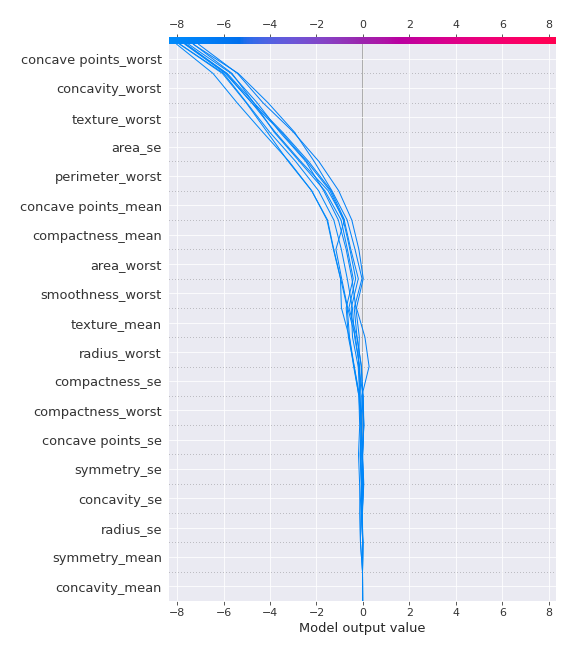 −8 −6 −4 −2 0 2 4 6 8
concave points_worst
concavity_worst
texture_worst
area_se
perimeter_worst
concave points_mean
compactness_mean
area_worst
smoothness_worst
texture_mean
radius_worst
compactness_se
compactness_worst
concave points_se
symmetry_se
concavity_se
radius_se
symmetry_mean
concavity_mean
−8 −6 −4 −2 0 2 4 6 8
Model output value